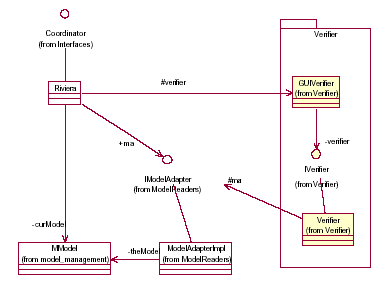 Coordinator
(from Interfaces)
Verifier
#verifier
Riviera
GUIVerifier
(from Verifier)
+ma
-verifier
IModelAdapter
(from ModelReaders)
#ma
IVerifier
(from Verifier)
-curModel
Verifier
(from Verifier)
-theModel
MModel
(from model_management)
ModelAdapterImpl
(from ModelReaders)